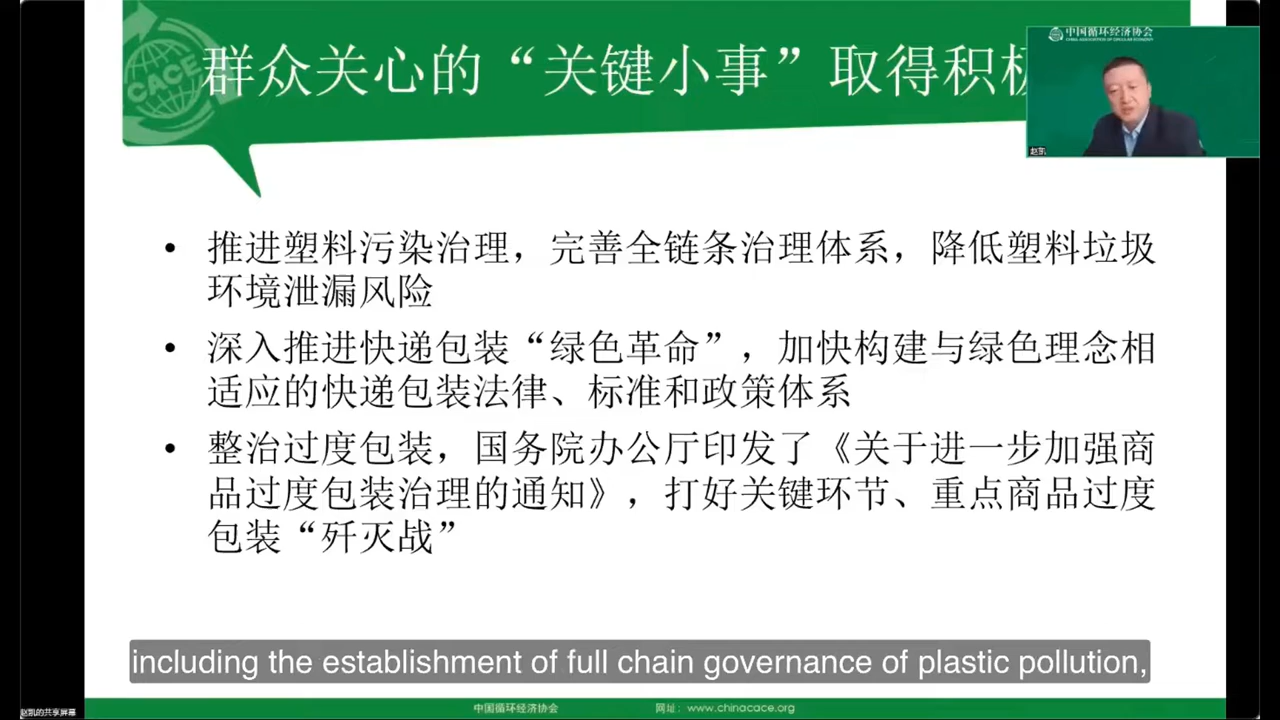 群众关心的“关键小事”取得积极
中国循环经济协会
CHINA ASSOCIATION OF CIRCULAR ECONOMY
CACE
赵凯
• 推进塑料污染治理，完善全链条治理体系，降低塑料垃圾
环境泄漏风险
• 深入推进快递包装“绿色革命”，加快构建与绿色理念相
适应的快递包装法律、标准和政策体系
• 整治过度包装，国务院办公厅印发了《关于进一步加强商
品过度包装治理的通知》，打好关键环节、重点商品过度
包装“歼灭战”
including the establishment of full chain governance of plastic pollution,
赵凯的共享屏幕
中国循环经济协会
网址：www.chinacace.org